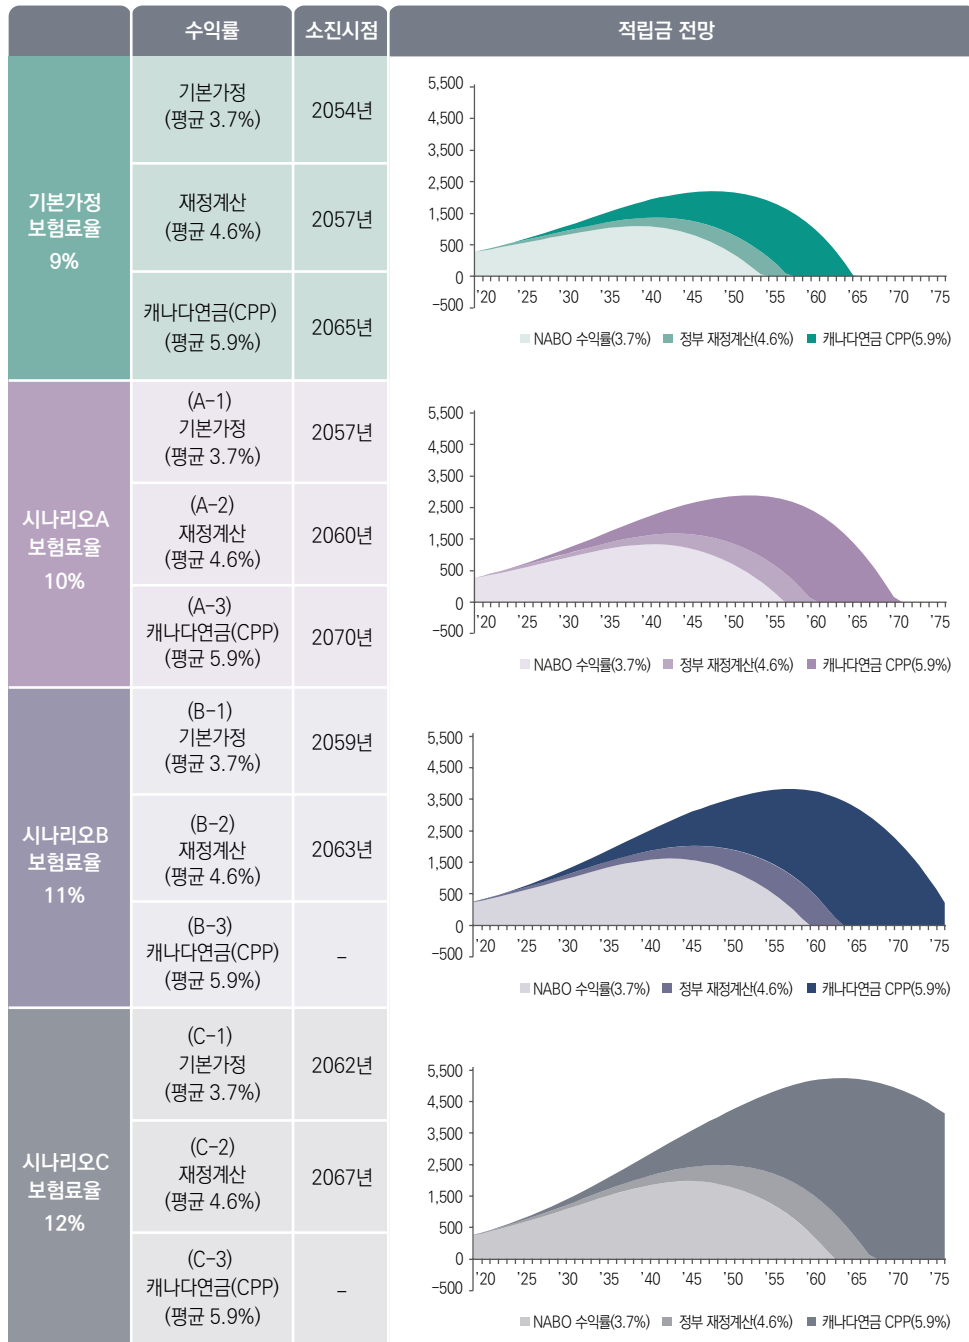 수익률 소진시점 적립금 전망
기본가정
보험료율
9%
기본가정
(평균 3.7%)
2054년
재정계산
(평균 4.6%)
2057년
캐나다연금(CPP)
(평균 5.9%)
2065년
5,500
4,500
3,500
2,500
1,500
500
0
-500
'20 '25 '30 '35 '40 '45 '50 '55 '60 '65 '70 '75
NABO 수익률(3.7%) 정부 재정계산(4.6%) 캐나다연금 CPP(5.9%)
시나리오A
보험료율
10%
(A-1)
기본가정
(평균 3.7%)
2057년
(A-2)
재정계산
(평균 4.6%)
2060년
(A-3)
캐나다연금(CPP)
(평균 5.9%)
2070년
5,500
4,500
3,500
2,500
1,500
500
0
-500
'20 '25 '30 '35 '40 '45 '50 '55 '60 '65 '70 '75
NABO 수익률(3.7%) 정부 재정계산(4.6%) 캐나다연금 CPP(5.9%)
시나리오B
보험료율
11%
(B-1)
기본가정
(평균 3.7%)
2059년
(B-2)
재정계산
(평균 4.6%)
2063년
(B-3)
캐나다연금(CPP)
(평균 5.9%)
–
5,500
4,500
3,500
2,500
1,500
500
0
-500
'20 '25 '30 '35 '40 '45 '50 '55 '60 '65 '70 '75
NABO 수익률(3.7%) 정부 재정계산(4.6%) 캐나다연금 CPP(5.9%)
시나리오C
보험료율
12%
(C-1)
기본가정
(평균 3.7%)
2062년
(C-2)
재정계산
(평균 4.6%)
2067년
(C-3)
캐나다연금(CPP)
(평균 5.9%)
–
5,500
4,500
3,500
2,500
1,500
500
0
-500
'20 '25 '30 '35 '40 '45 '50 '55 '60 '65 '70 '75
NABO 수익률(3.7%) 정부 재정계산(4.6%) 캐나다연금 CPP(5.9%)